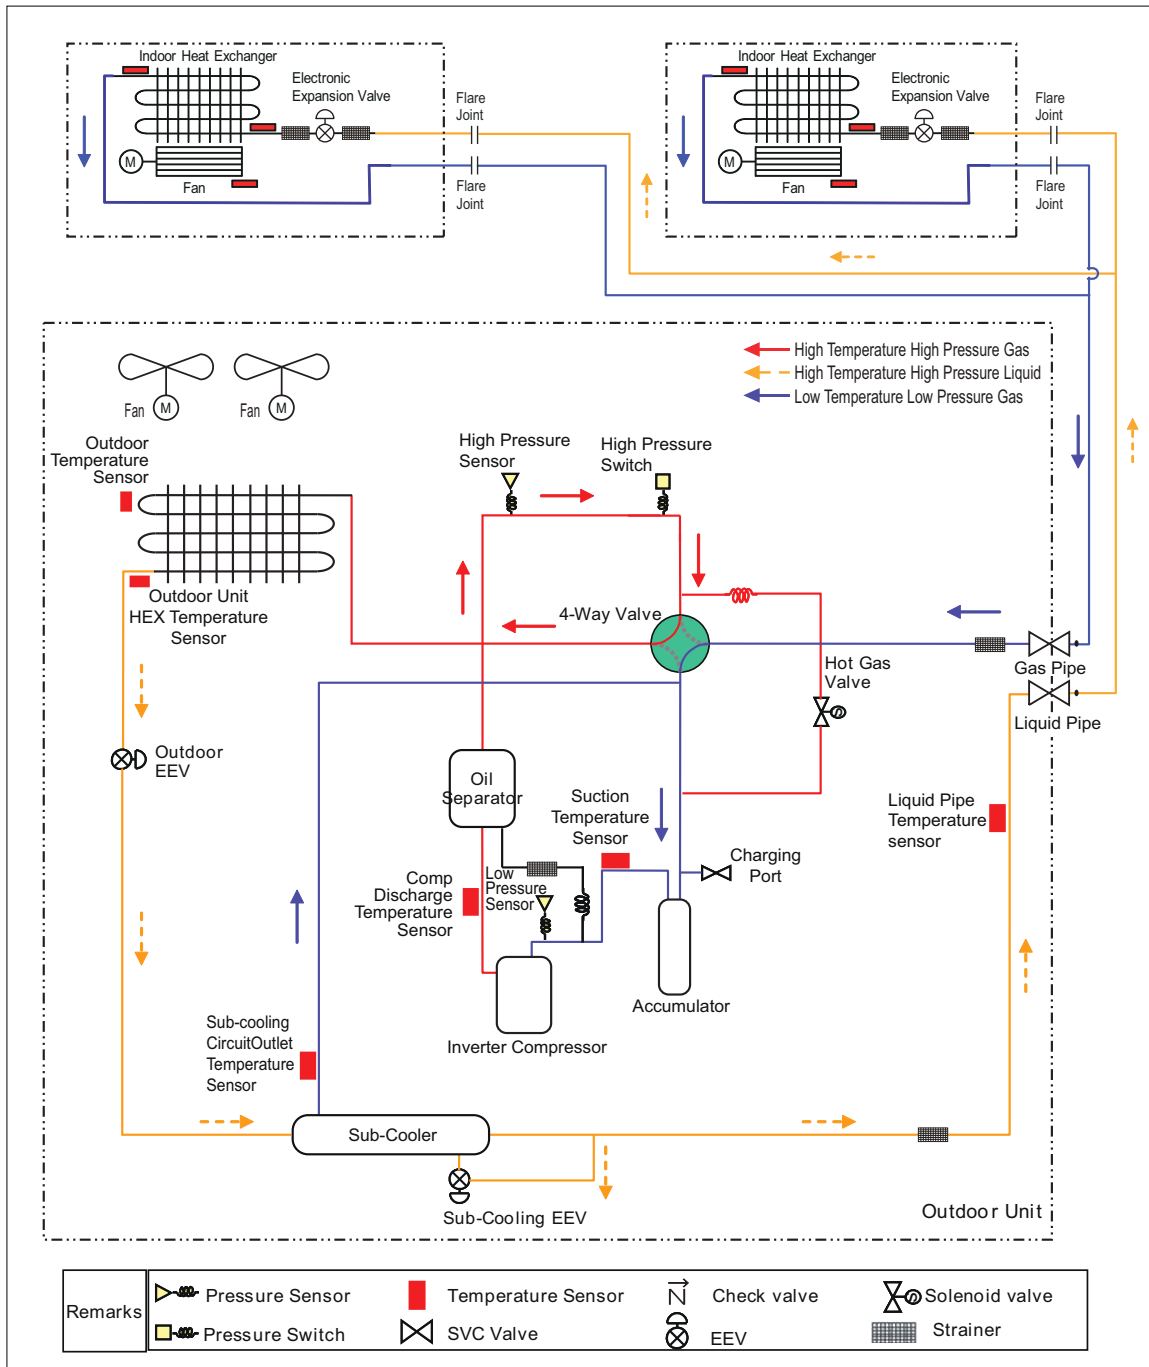 Indoor Heat Exchanger
Electronic
Expansion Valve
Flare
Joint
M
Fan
Flare
Joint
Indoor Heat Exchanger
Electronic
Expansion Valve
Flare
Joint
M
Fan
Flare
Joint
High Temperature High Pressure Gas
High Temperature High Pressure Liquid
Low Temperature Low Pressure Gas
Fan
M
Fan
M
Outdoor
Temperature
Sensor
High Pressure
Sensor
High Pressure
Switch
Outdoor Unit
HEX Temperature
Sensor
4-Way Valve
Hot Gas
Valve
Gas Pipe
Liquid Pipe
Outdoor
EEV
Oil
Separator
Suction
Temperature
Sensor
Liquid Pipe
Temperature
sensor
Comp
Discharge
Temperature
Sensor
Low
Pressure
Sensor
Charging
Port
Accumulator
Inverter Compressor
Sub-cooling
CircuitOutlet
Temperature
Sensor
Sub-Cooler
Sub-Cooling EEV
Outdoor Unit
Remarks
Pressure Sensor
Temperature Sensor
Check valve
Solenoid valve
Pressure Switch
SVC Valve
EEV
Strainer